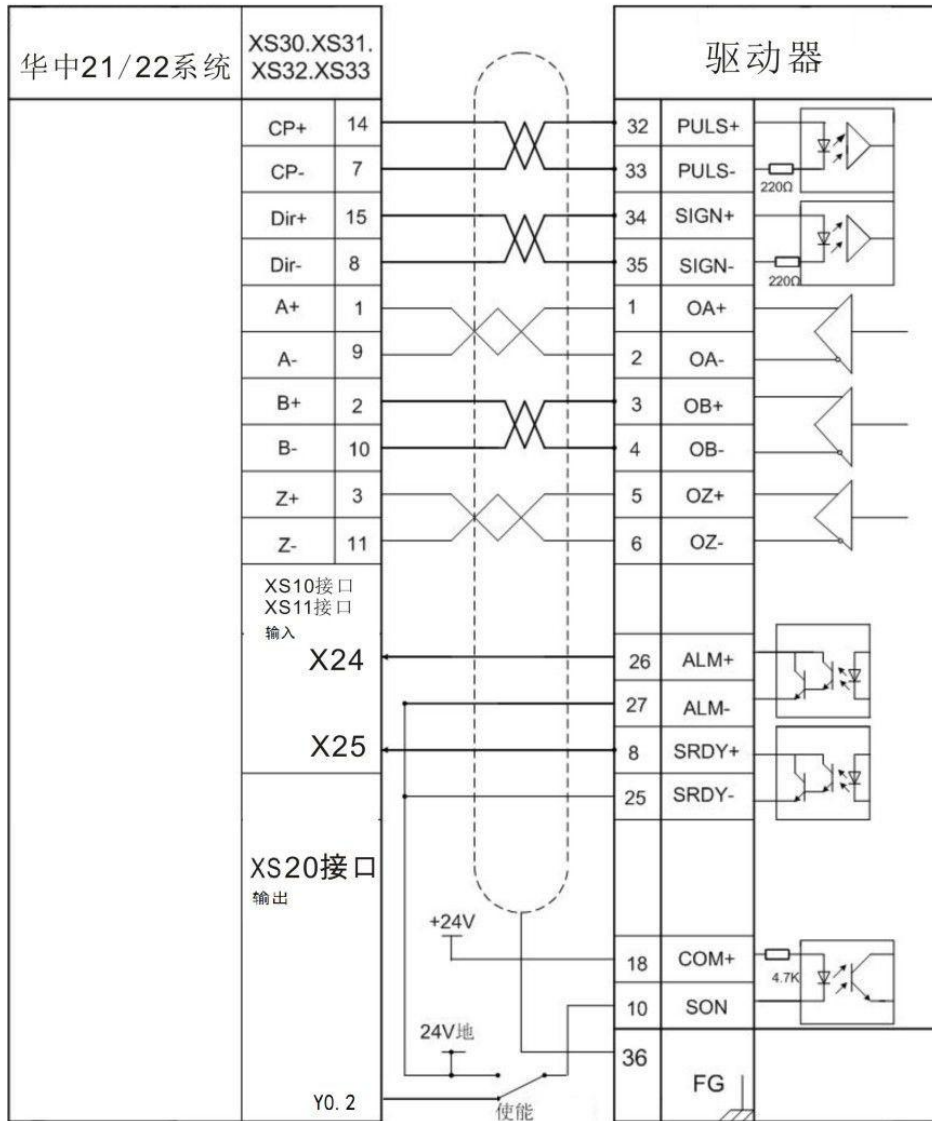 华中21/22系统
XS30.XS31.
XS32.XS33
驱动器
CP+ 14 32 PULS+
CP- 7 33 PULS-
220Ω
Dir+ 15 34 SIGN+
Dir- 8 35 SIGN-
220Ω
A+ 1 1 OA+
A- 9 2 OA-
B+ 2 3 OB+
B- 10 4 OB-
Z+ 3 5 OZ+
Z- 11 6 OZ-
XS10接口
XS11接口
输入
X24 26 ALM+
27 ALM-
X25 8 SRDY+
25 SRDY-
XS20接口
输出
+24V
18 COM+
4.7K
10 SON
24V地
36
FG
Y0.2
使能